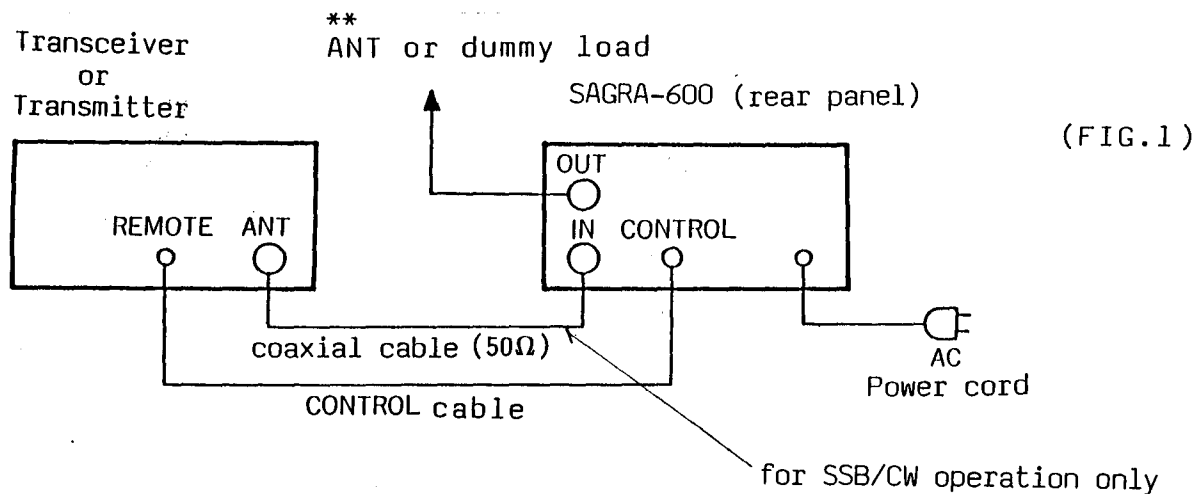 Transceiver
or
Transmitter
**
ANT or dummy load
SAGRA-600 (rear panel)
(FIG.1)
REMOTE ANT
OUT
IN CONTROL
coaxial cable (50Ω)
CONTROL cable
AC
Power cord
for SSB/CW operation only